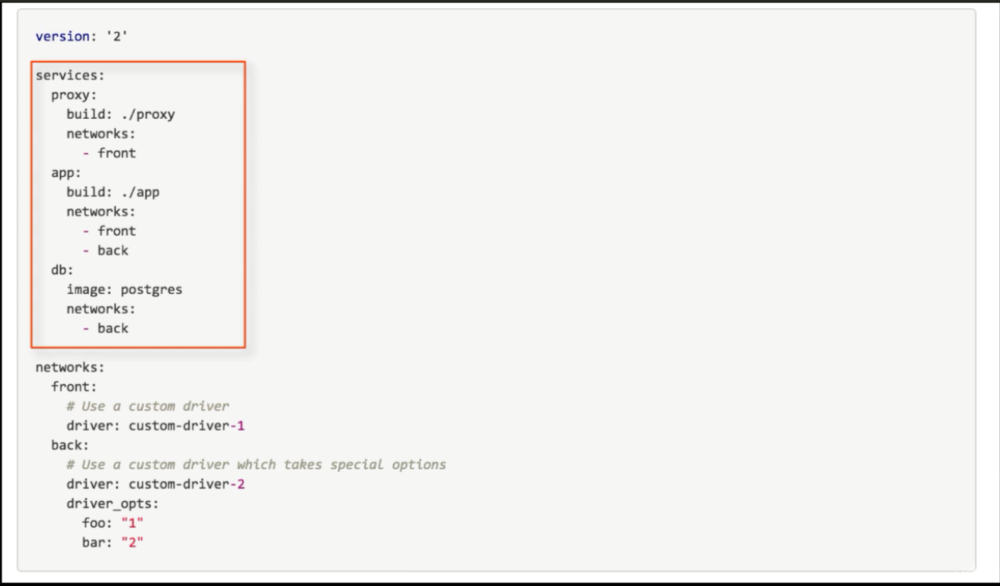 version: '2'
services:
  proxy:
    build: ./proxy
    networks:
      - front
  app:
    build: ./app
    networks:
      - front
      - back
  db:
    image: postgres
    networks:
      - back
networks:
  front:
    # Use a custom driver
    driver: custom-driver-1
  back:
    # Use a custom driver which takes special options
    driver: custom-driver-2
    driver_opts:
      foo: "1"
      bar: "2"